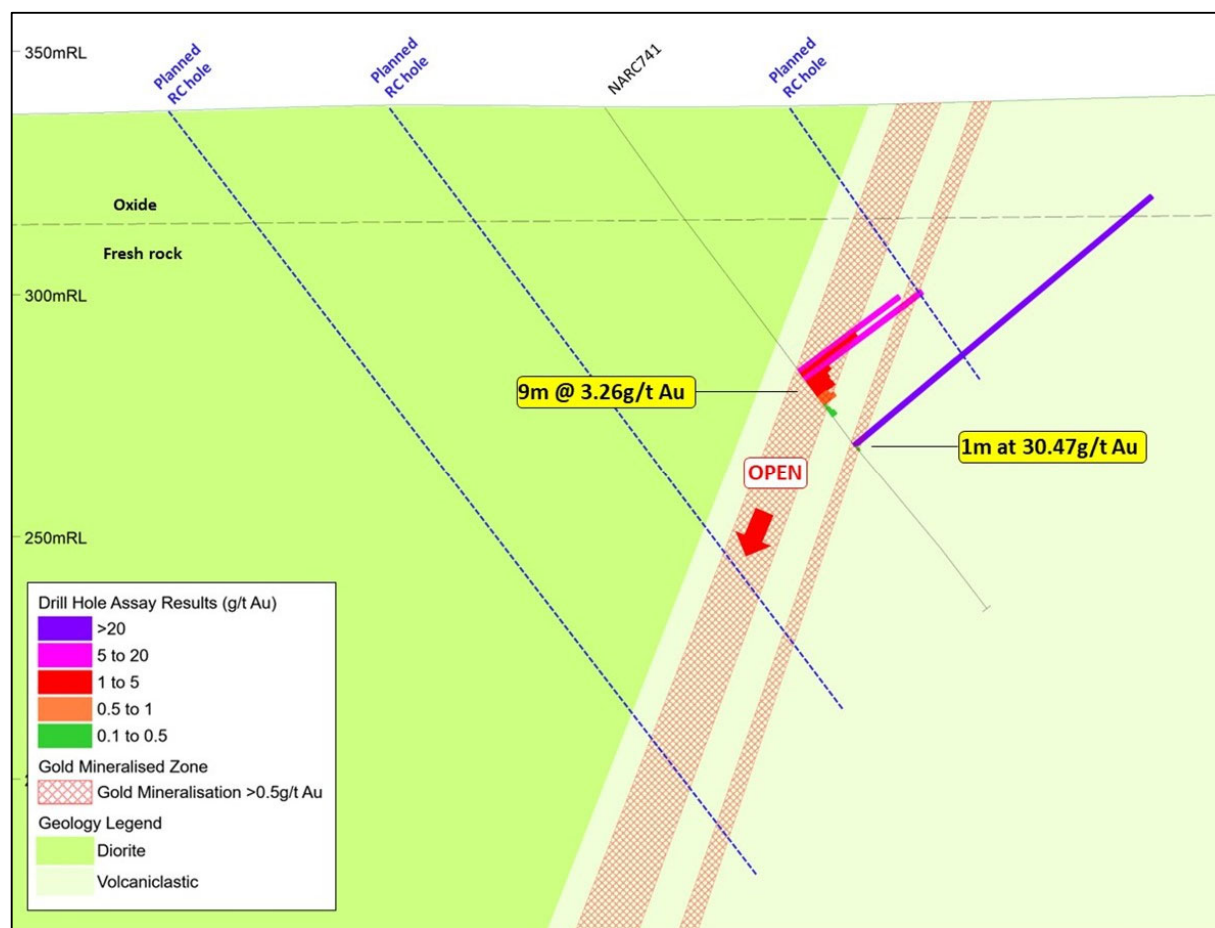 350mRL
Planned
RC hole
Planned
RC hole
NARC741
Planned
RC hole
Oxide
Fresh rock
300mRL
9m @ 3.26g/t Au
1m at 30.47g/t Au
OPEN
250mRL
Drill Hole Assay Results (g/t Au)
>20
5 to 20
1 to 5
0.5 to 1
0.1 to 0.5
Gold Mineralised Zone
Gold Mineralisation >0.5g/t Au
Geology Legend
Diorite
Volcaniclastic